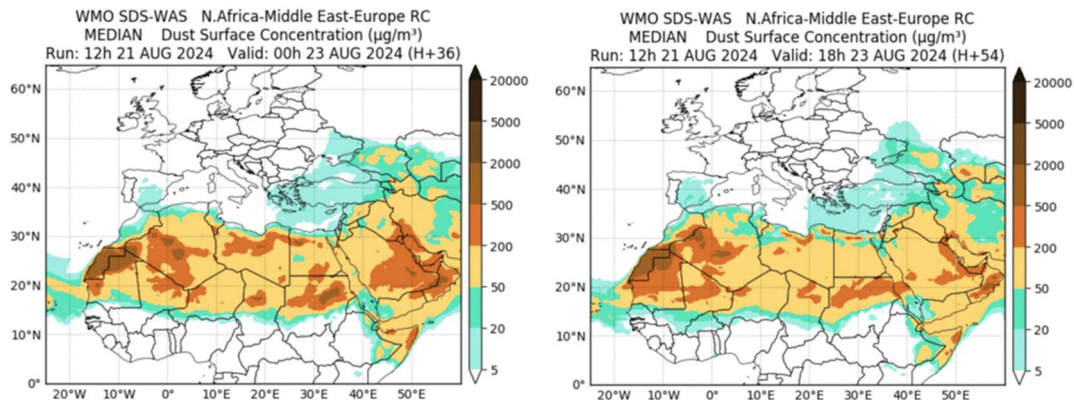 WMO SDS-WAS N.Africa-Middle East-Europe RC
MEDIAN Dust Surface Concentration (µg/m³)
Run: 12h 21 AUG 2024 Valid: 00h 23 AUG 2024 (H+36)
60°N
50°N
40°N
30°N
20°N
10°N
0°
20°W
10°W
0°
10°E
20°E
30°E
40°E
50°E
20000
5000
2000
500
200
50
20
5
WMO SDS-WAS N.Africa-Middle East-Europe RC
MEDIAN Dust Surface Concentration (µg/m³)
Run: 12h 21 AUG 2024 Valid: 18h 23 AUG 2024 (H+54)
60°N
50°N
40°N
30°N
20°N
10°N
0°
20°W
10°W
0°
10°E
20°E
30°E
40°E
50°E
20000
5000
2000
500
200
50
20
5